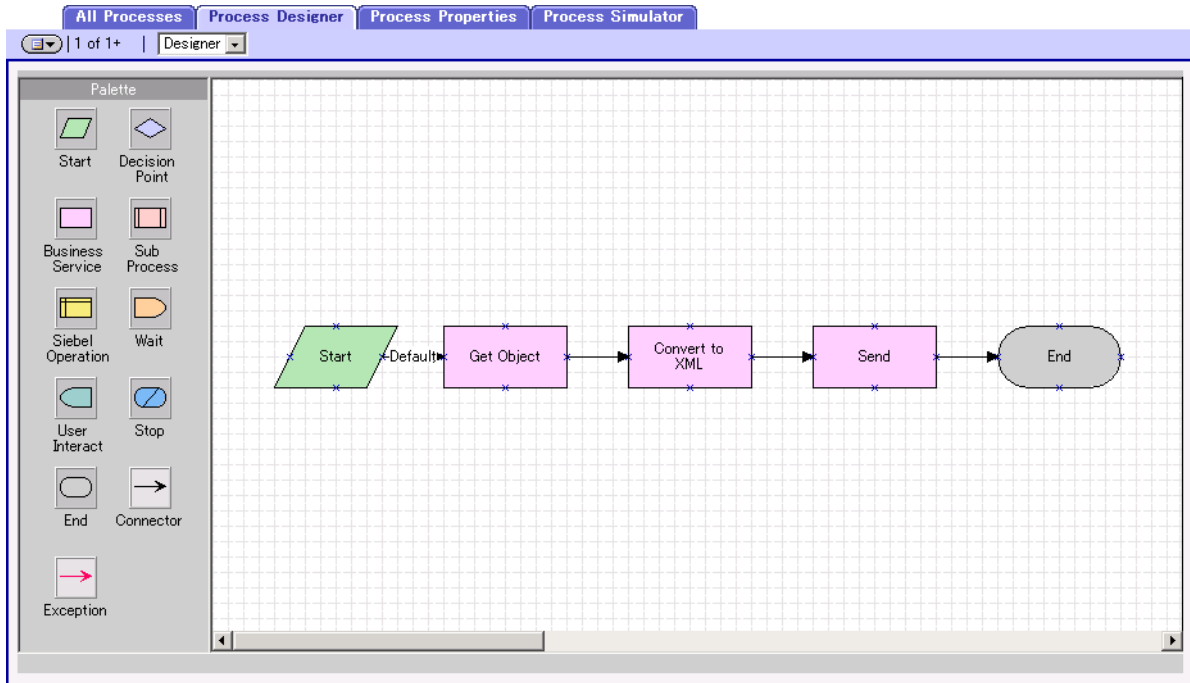 All Processes
Process Designer
Process Properties
Process Simulator
1 of 1+
Designer
Palette
Start
Decision
Point
Business
Service
Sub
Process
Siebel
Operation
Wait
User
Interact
Stop
End
Connector
Exception
Start
Default
Get Object
Convert to
XML
Send
End